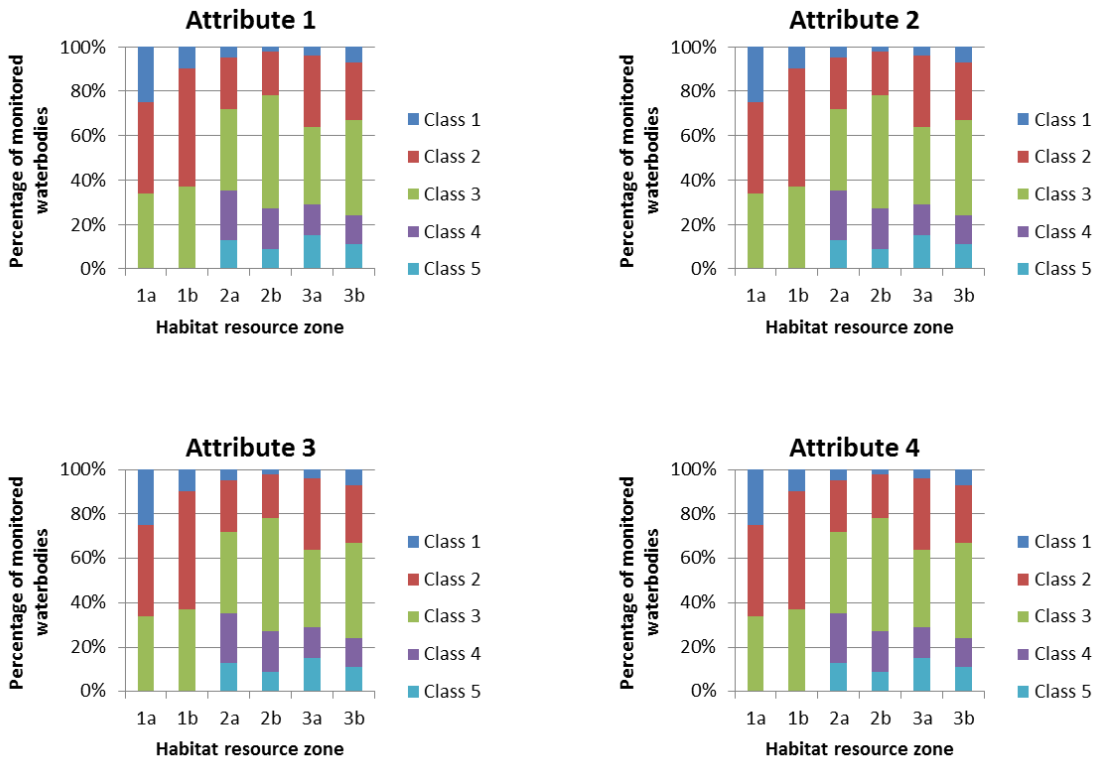 Attribute 1
Percentage of monitored
waterbodies
100%
80%
60%
40%
20%
0%
1a 1b 2a 2b 3a 3b
Habitat resource zone
Class 1
Class 2
Class 3
Class 4
Class 5
Attribute 2
Percentage of monitored
waterbodies
100%
80%
60%
40%
20%
0%
1a 1b 2a 2b 3a 3b
Habitat resource zone
Class 1
Class 2
Class 3
Class 4
Class 5
Attribute 3
Percentage of monitored
waterbodies
100%
80%
60%
40%
20%
0%
1a 1b 2a 2b 3a 3b
Habitat resource zone
Class 1
Class 2
Class 3
Class 4
Class 5
Attribute 4
Percentage of monitored
waterbodies
100%
80%
60%
40%
20%
0%
1a 1b 2a 2b 3a 3b
Habitat resource zone
Class 1
Class 2
Class 3
Class 4
Class 5